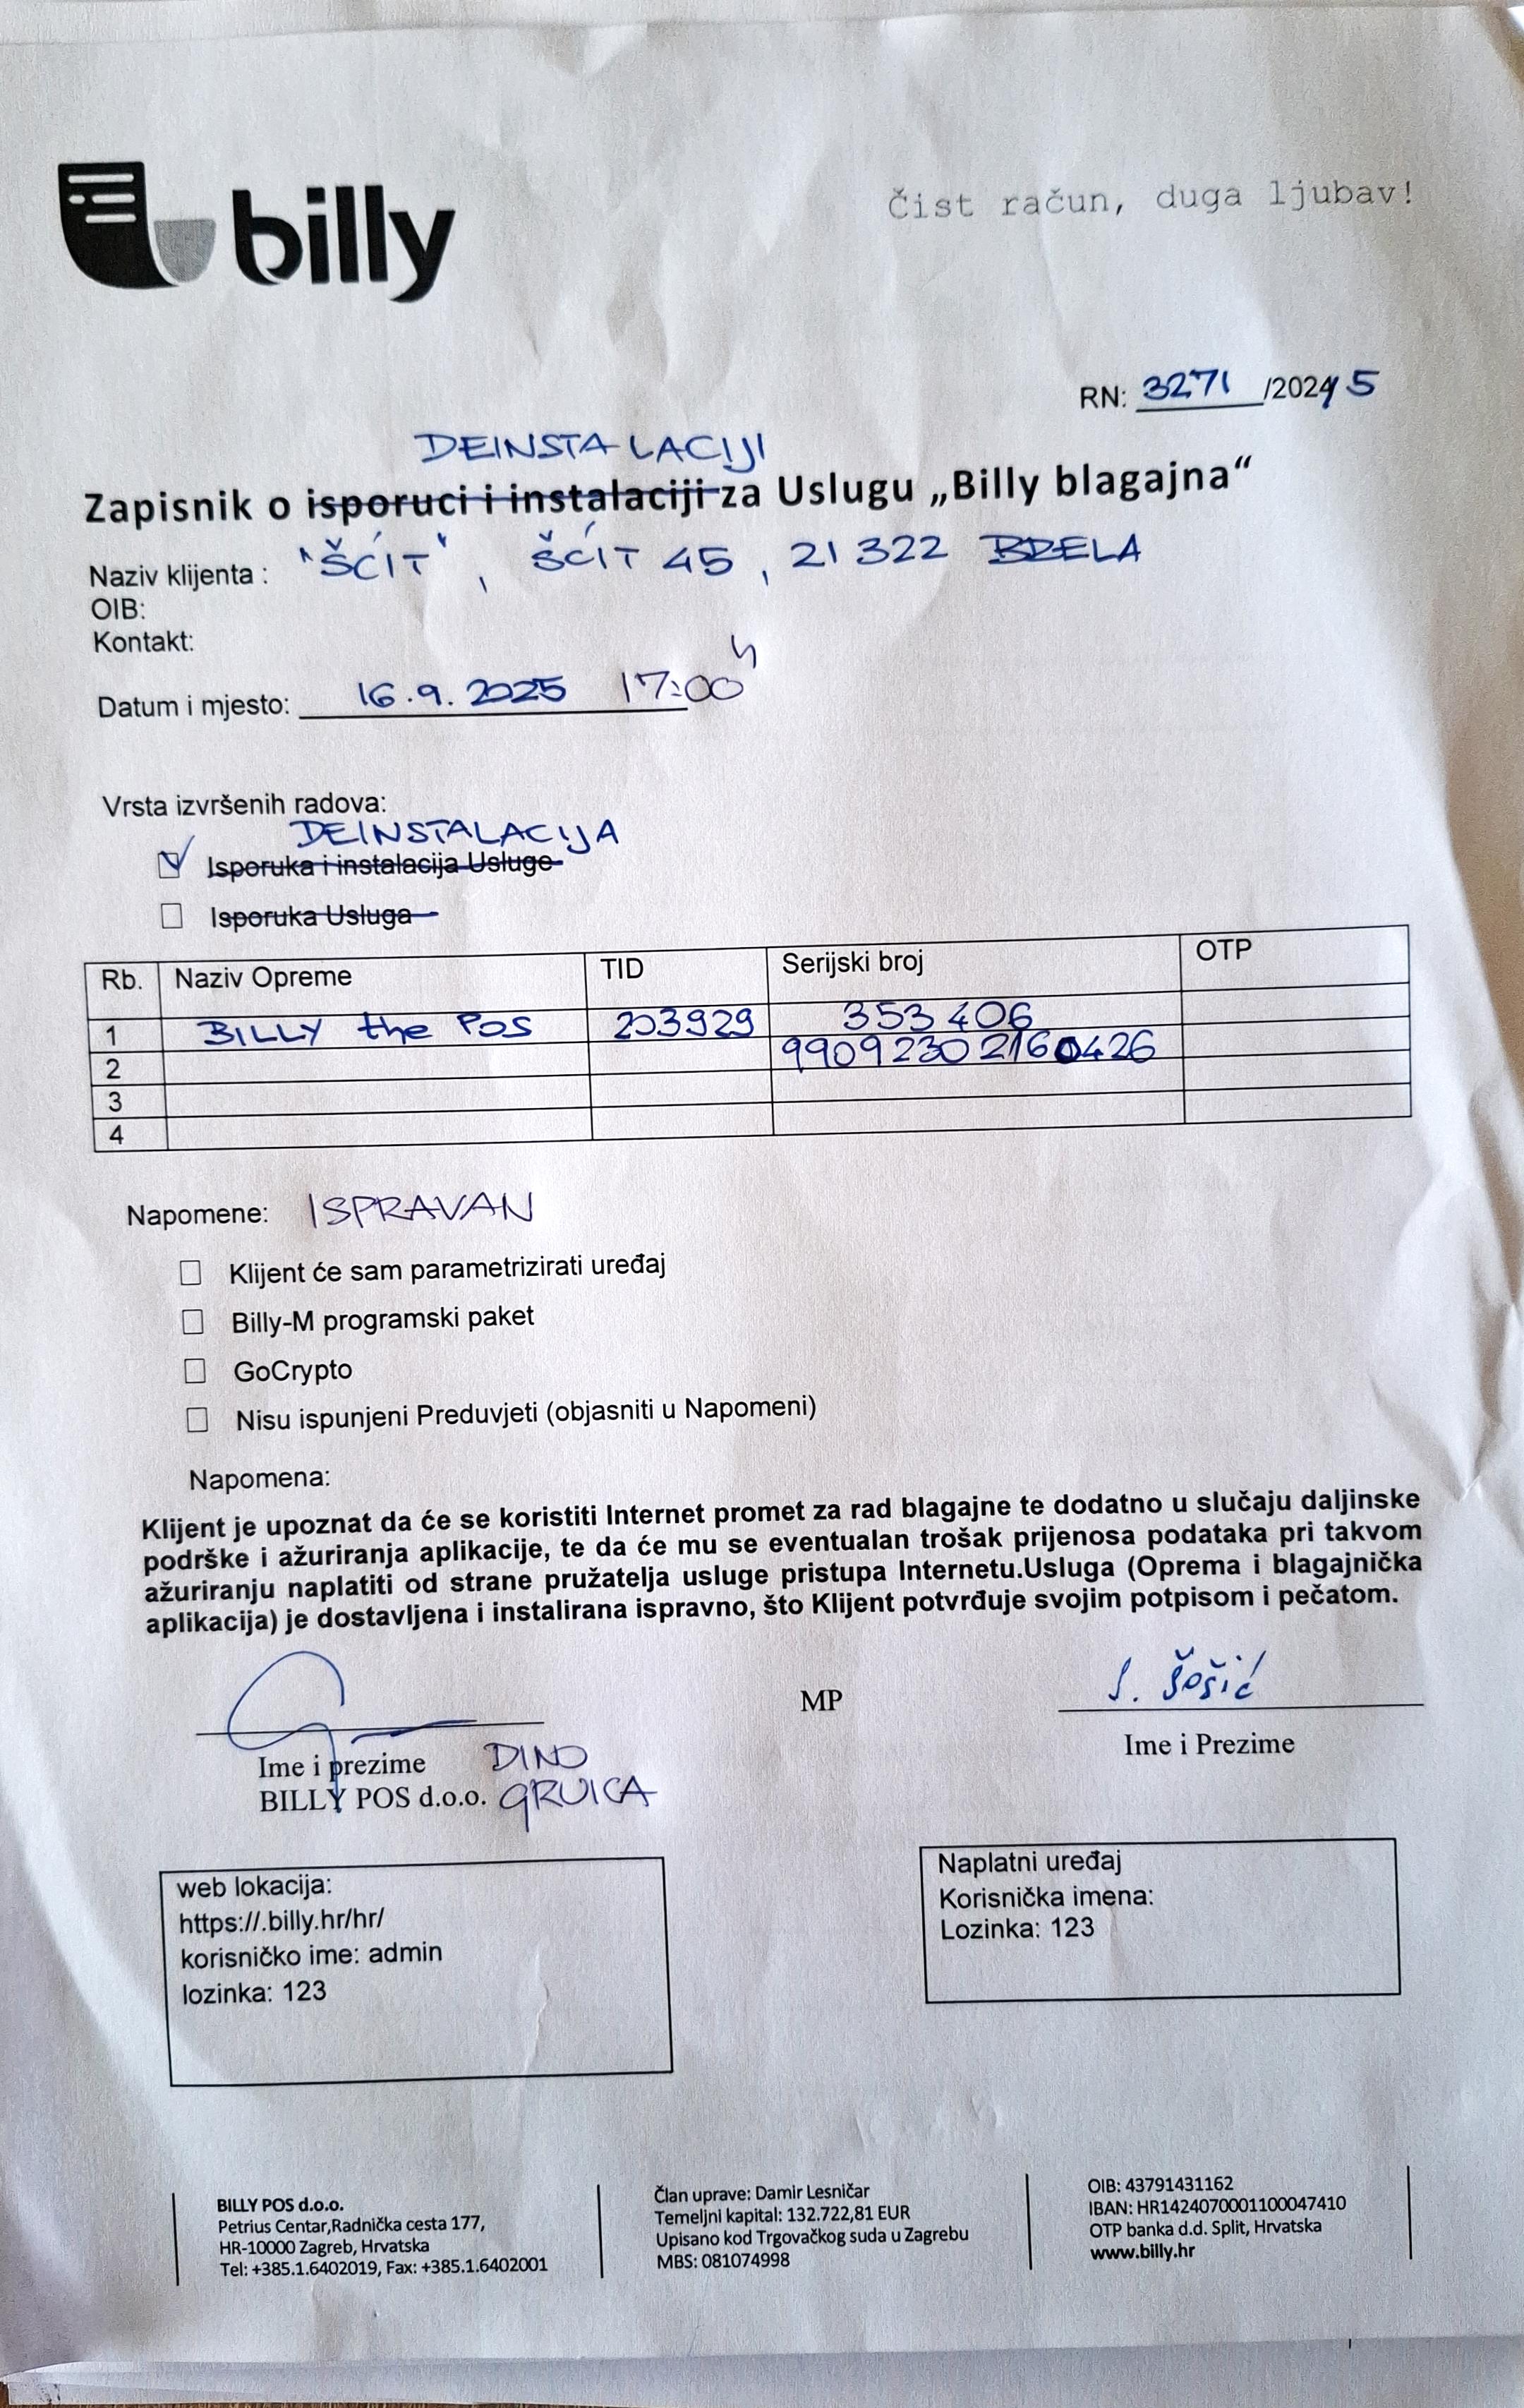 billy
Čist račun, duga ljubav!
RN: 3271 /2024 5
DEINSTALACIJI
Zapisnik o isporuci i instalaciji za Uslugu „Billy blagajna“
Naziv klijenta : "ŠĆIT", ŠĆIT 45, 21322 BRELA
OIB:
Kontakt:
Datum i mjesto: 16.9.2025 17:00h
Vrsta izvršenih radova:
DEINSTALACIJA
Isporuka i instalacija Usluge
Isporuka Usluga
Rb. Naziv Opreme TID Serijski broj OTP
1 BILLY the POS 203929 353406
2 99092302160426
3
4
Napomene: ISPRAVAN
Klijent će sam parametrizirati uređaj
Billy-M programski paket
GoCrypto
Nisu ispunjeni Preduvjeti (objasniti u Napomeni)
Napomena:
Klijent je upoznat da će se koristiti Internet promet za rad blagajne te dodatno u slučaju daljinske
podrške i ažuriranja aplikacije, te da će mu se eventualan trošak prijenosa podataka pri takvom
ažuriranju naplatiti od strane pružatelja usluge pristupa Internetu.Usluga (Oprema i blagajnička
aplikacija) je dostavljena i instalirana ispravno, što Klijent potvrđuje svojim potpisom i pečatom.
MP
Š. Šošić
Ime i Prezime
Ime i prezime DINO
BILLY POS d.o.o. GRUICA
web lokacija:
https://.billy.hr/hr/
korisničko ime: admin
lozinka: 123
Naplatni uređaj
Korisnička imena:
Lozinka: 123
BILLY POS d.o.o.
Petrius Centar,Radnička cesta 177,
HR-10000 Zagreb, Hrvatska
Tel: +385.1.6402019, Fax: +385.1.6402001
Član uprave: Damir Lesničar
Temeljni kapital: 132.722,81 EUR
Upisano kod Trgovačkog suda u Zagrebu
MBS: 081074998
OIB: 43791431162
IBAN: HR1424070001100047410
OTP banka d.d. Split, Hrvatska
www.billy.hr